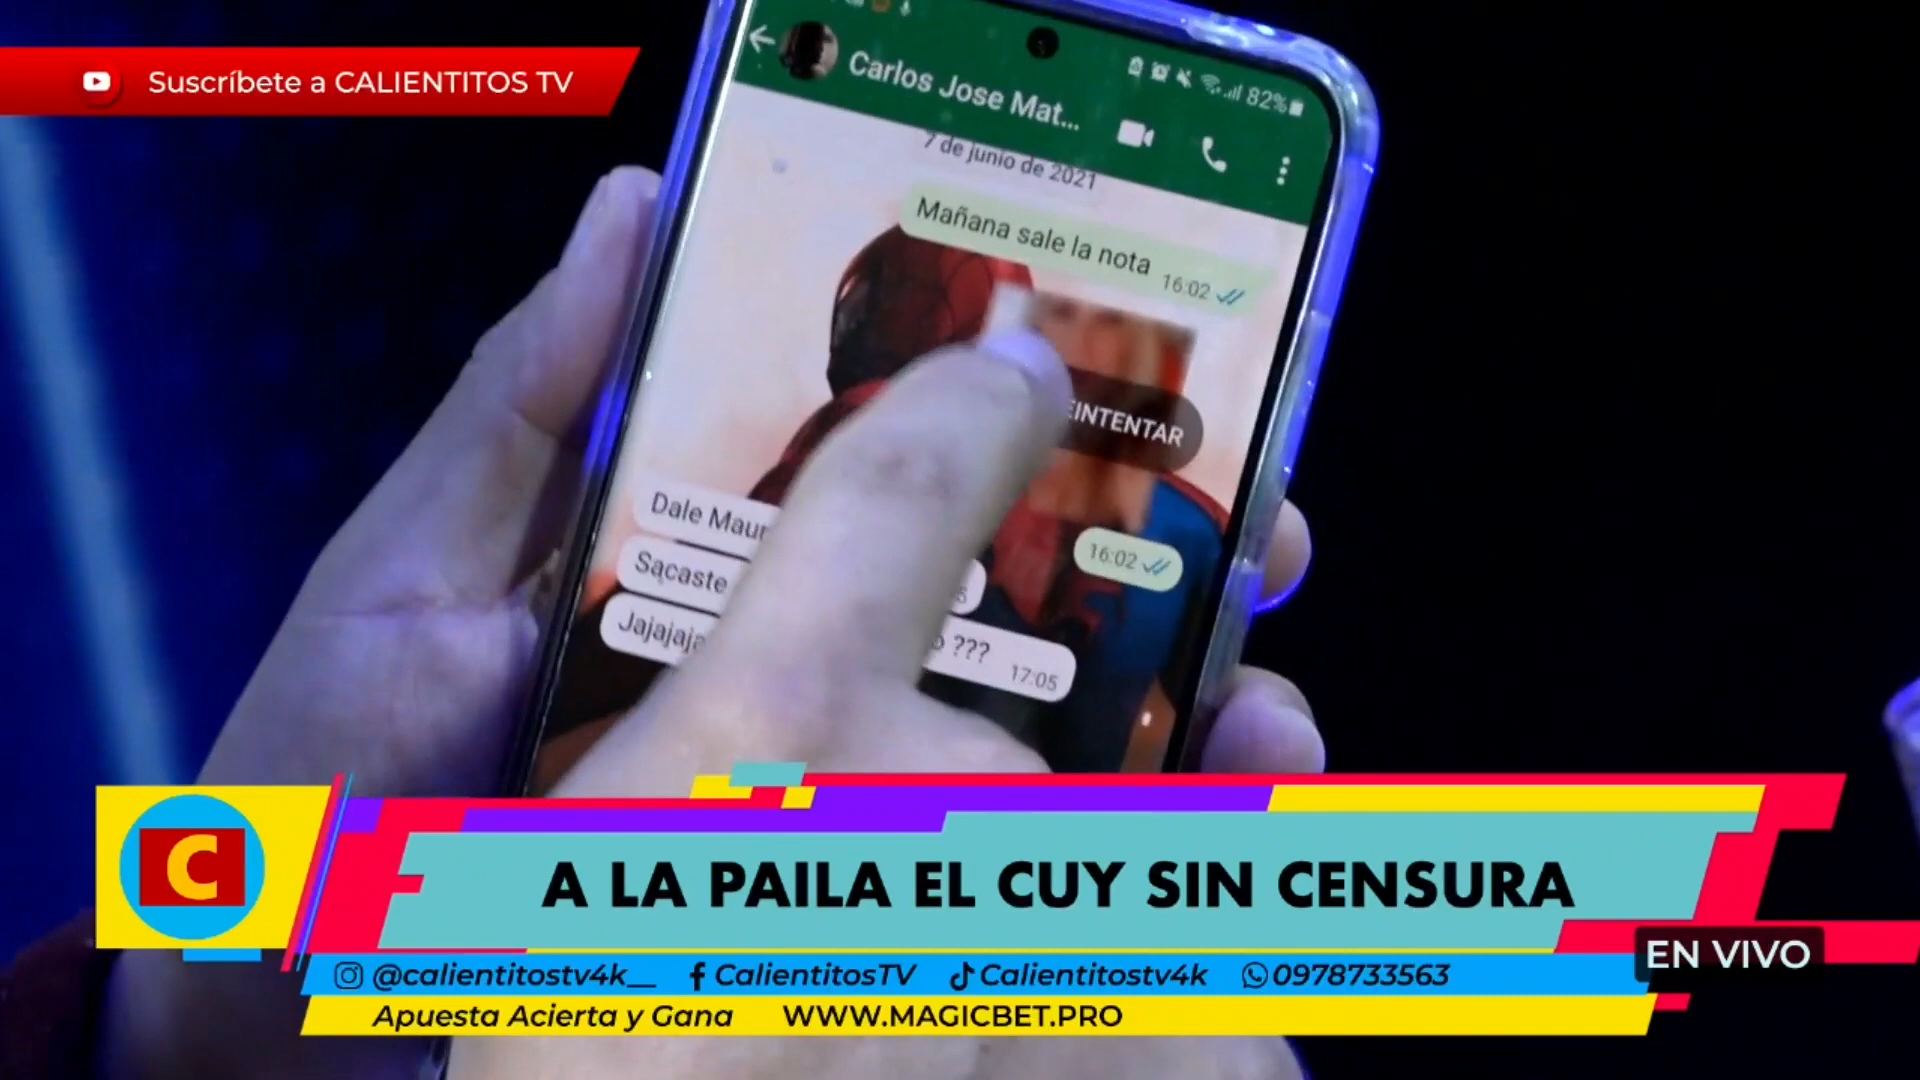 Suscríbete a CALIENTITOS TV
Carlos Jose Mat...
82%
7 de junio de 2021
Mañana sale la nota
16:02
EINTENTAR
Dale Maur
16:02
Sacaste
Jajajaja
o ???
17:05
C
A LA PAILA EL CUY SIN CENSURA
EN VIVO
@calientitostv4k__ CalientitosTV Calientitostv4k 0978733563
Apuesta Acierta y Gana WWW.MAGICBET.PRO